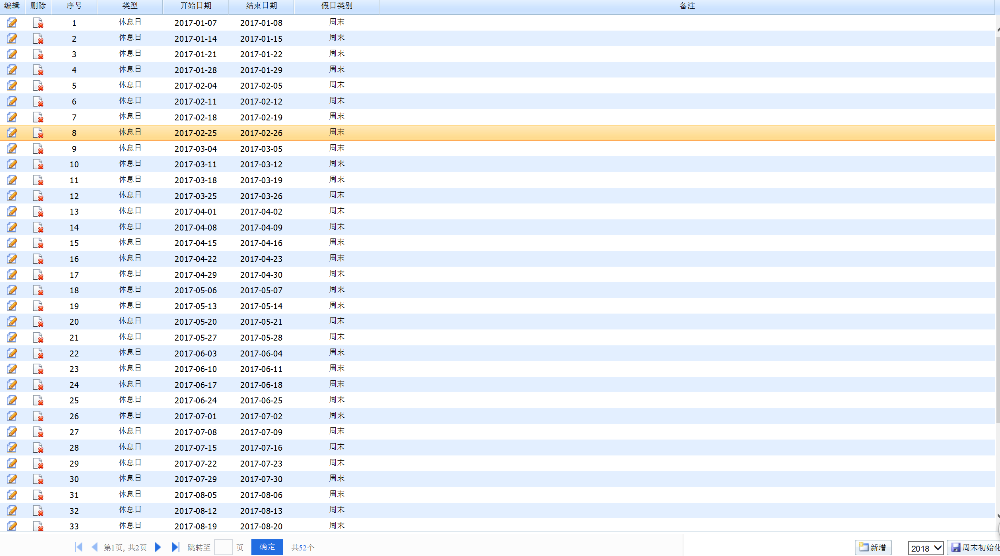 编辑 删除 序号 类型 开始日期 结束日期 假日类别 备注
1 休息日 2017-01-07 2017-01-08 周末
2 休息日 2017-01-14 2017-01-15 周末
3 休息日 2017-01-21 2017-01-22 周末
4 休息日 2017-01-28 2017-01-29 周末
5 休息日 2017-02-04 2017-02-05 周末
6 休息日 2017-02-11 2017-02-12 周末
7 休息日 2017-02-18 2017-02-19 周末
8 休息日 2017-02-25 2017-02-26 周末
9 休息日 2017-03-04 2017-03-05 周末
10 休息日 2017-03-11 2017-03-12 周末
11 休息日 2017-03-18 2017-03-19 周末
12 休息日 2017-03-25 2017-03-26 周末
13 休息日 2017-04-01 2017-04-02 周末
14 休息日 2017-04-08 2017-04-09 周末
15 休息日 2017-04-15 2017-04-16 周末
16 休息日 2017-04-22 2017-04-23 周末
17 休息日 2017-04-29 2017-04-30 周末
18 休息日 2017-05-06 2017-05-07 周末
19 休息日 2017-05-13 2017-05-14 周末
20 休息日 2017-05-20 2017-05-21 周末
21 休息日 2017-05-27 2017-05-28 周末
22 休息日 2017-06-03 2017-06-04 周末
23 休息日 2017-06-10 2017-06-11 周末
24 休息日 2017-06-17 2017-06-18 周末
25 休息日 2017-06-24 2017-06-25 周末
26 休息日 2017-07-01 2017-07-02 周末
27 休息日 2017-07-08 2017-07-09 周末
28 休息日 2017-07-15 2017-07-16 周末
29 休息日 2017-07-22 2017-07-23 周末
30 休息日 2017-07-29 2017-07-30 周末
31 休息日 2017-08-05 2017-08-06 周末
32 休息日 2017-08-12 2017-08-13 周末
33 休息日 2017-08-19 2017-08-20 周末
第1页, 共2页 跳转至 页 确定 共52个 新增 2018 周末初始化